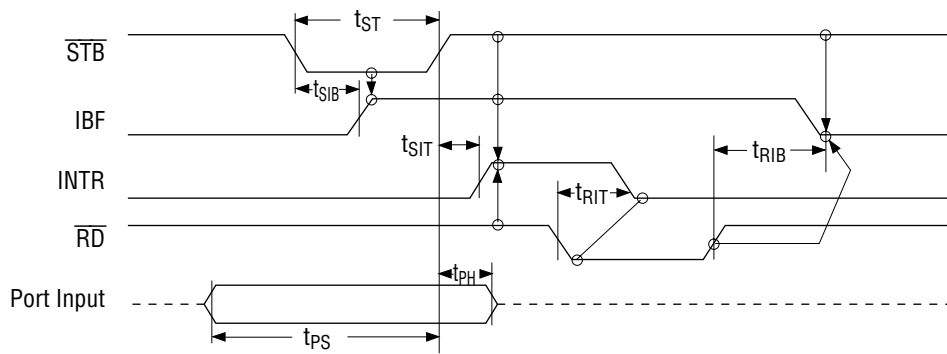 tST
STB
tSIB
IBF
tSIT
tRIB
INTR
tRIT
RD
tPH
Port Input
tPS